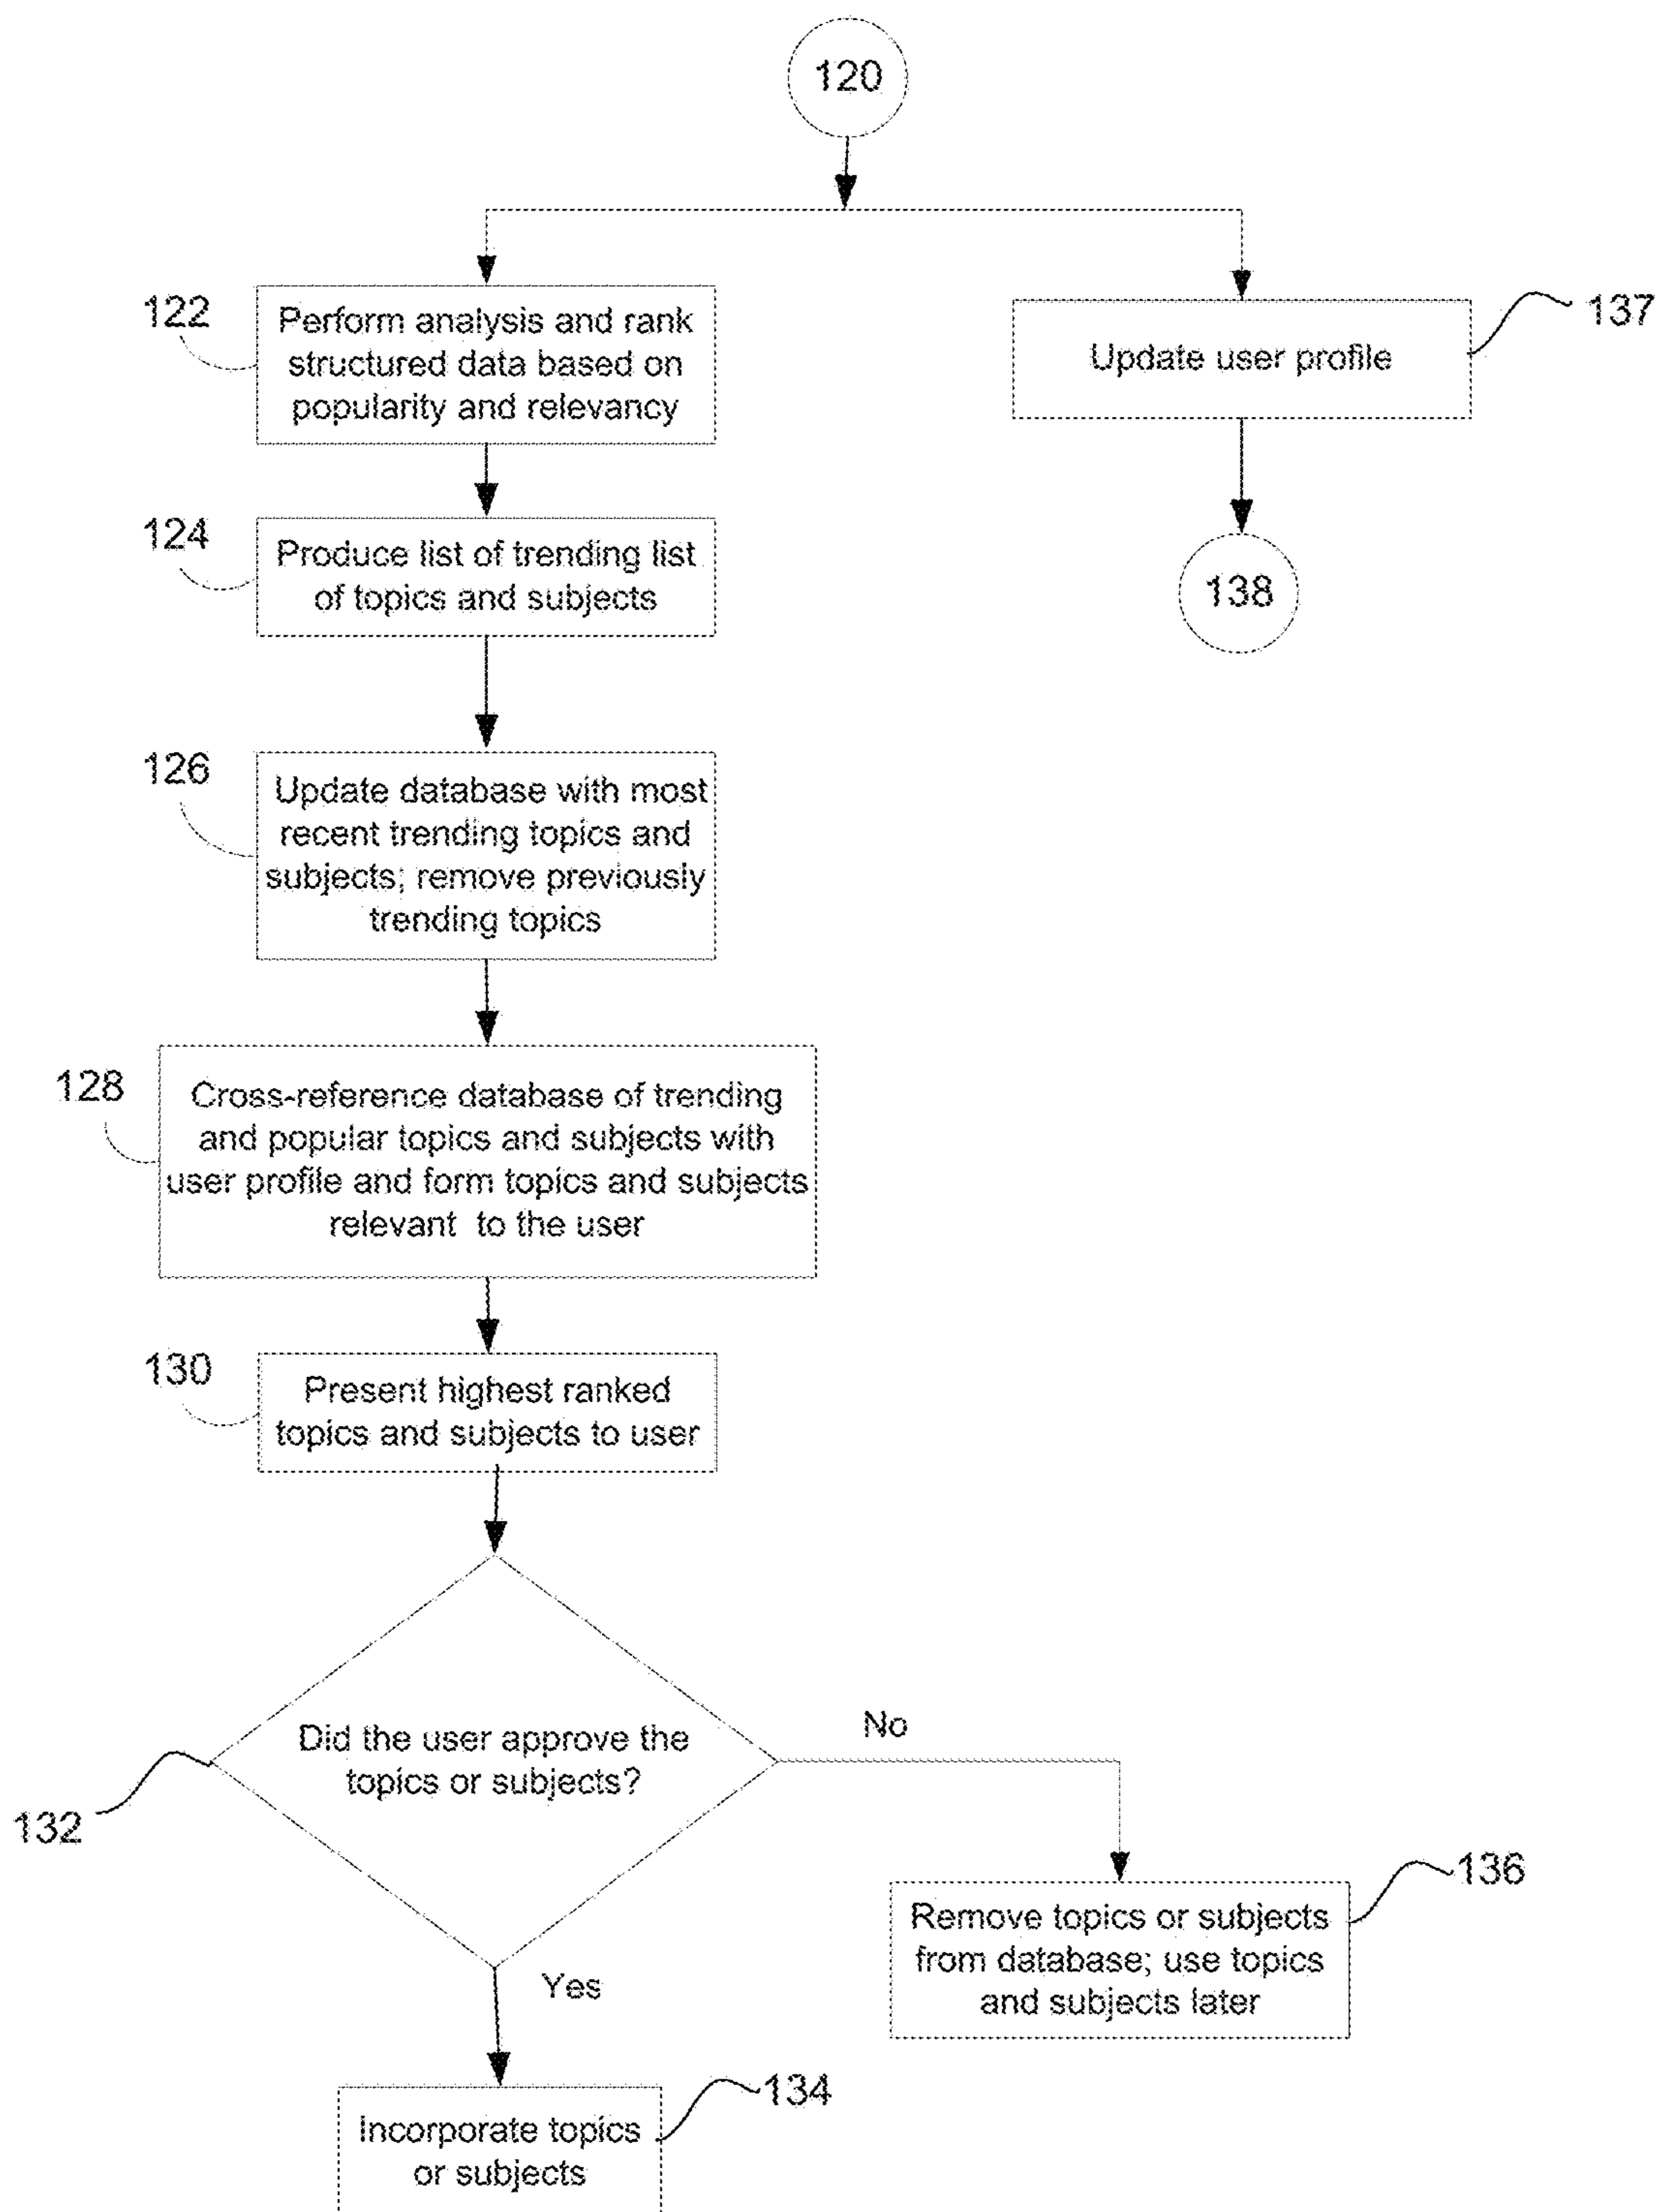 120
122
Perform analysis and rank
structured data based on
popularity and relevancy
137
Update user profile
124
Produce list of trending list
of topics and subjects
138
126
Update database with most
recent trending topics and
subjects; remove previously
trending topics
128
Cross-reference database of trending
and popular topics and subjects with
user profile and form topics and subjects
relevant to the user
130
Present highest ranked
topics and subjects to user
132
Did the user approve the
topics or subjects?
No
136
Remove topics or subjects
from database; use topics
and subjects later
Yes
134
Incorporate topics
or subjects